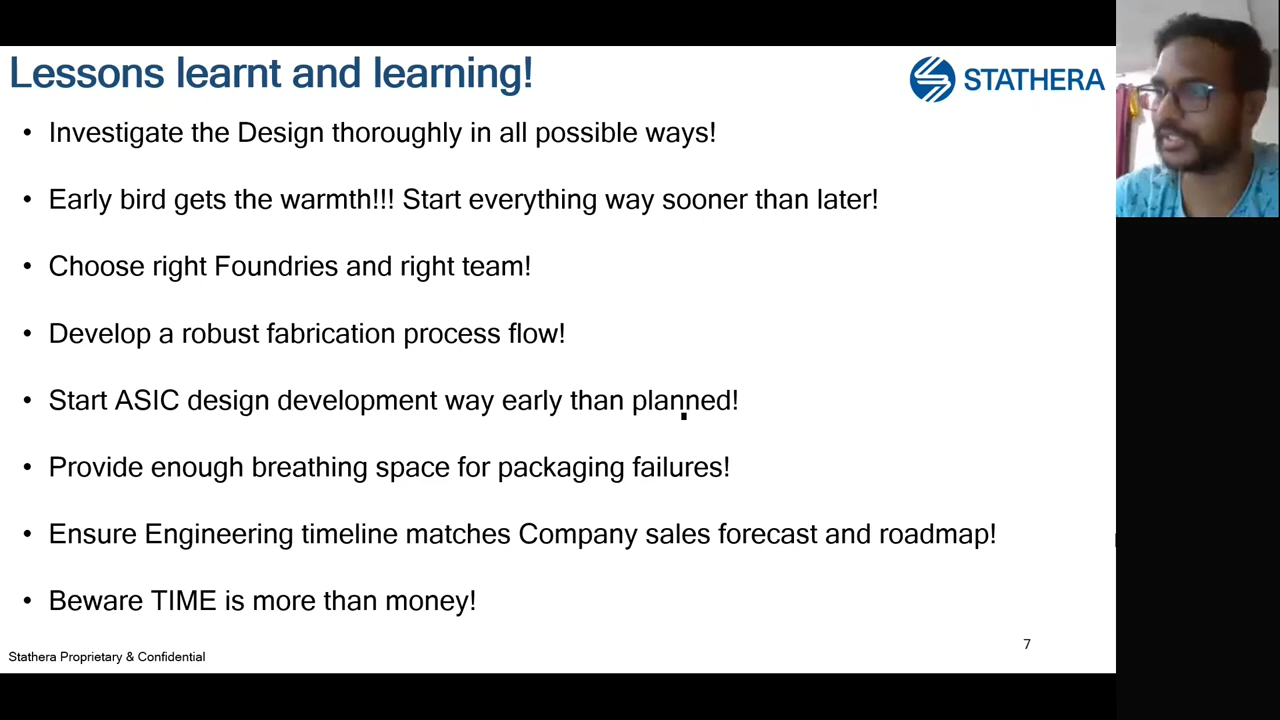 Lessons learnt and learning!
STATHERA
• Investigate the Design thoroughly in all possible ways!
• Early bird gets the warmth!!! Start everything way sooner than later!
• Choose right Foundries and right team!
• Develop a robust fabrication process flow!
• Start ASIC design development way early than planned!
• Provide enough breathing space for packaging failures!
• Ensure Engineering timeline matches Company sales forecast and roadmap!
• Beware TIME is more than money!
7
Stathera Proprietary & Confidential